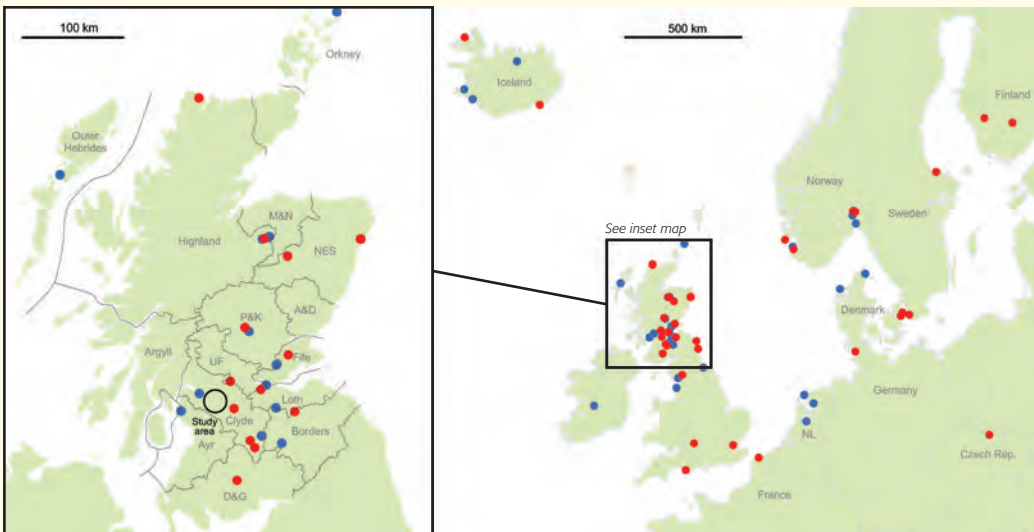 100 km
Orkney
Outer
Hebrides
M&N
Highland
NES
P&K
A&D
Argyll
UF
Fife
Loth
Study
area
Clyde
Borders
Ayr
D&G
500 km
Iceland
Finland
Norway
Sweden
See inset map
Denmark
Germany
NL
Czech Rep.
France